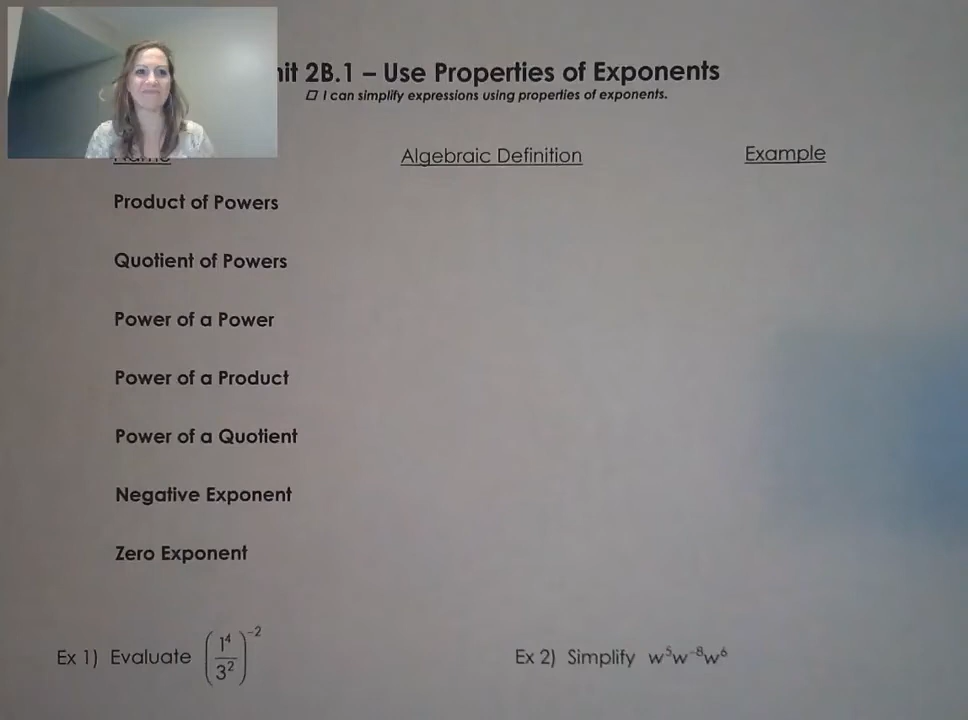 it 2B.1 – Use Properties of Exponents
I can simplify expressions using properties of exponents.
Algebraic Definition Example
Product of Powers
Quotient of Powers
Power of a Power
Power of a Product
Power of a Quotient
Negative Exponent
Zero Exponent
Ex 1) Evaluate (1⁴/3²)⁻² Ex 2) Simplify w⁵w⁻⁸w⁶